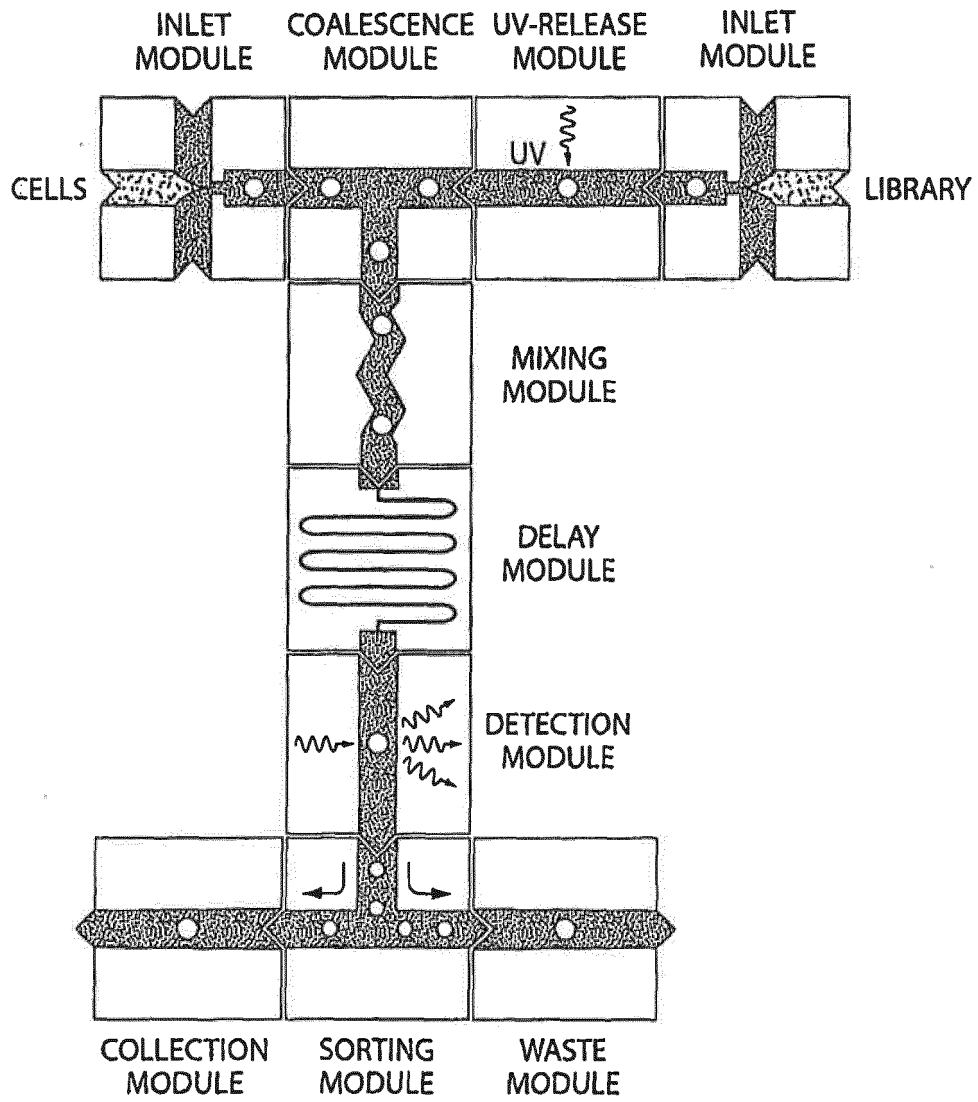 INLET
MODULE
COALESCENCE
MODULE
UV-RELEASE
MODULE
INLET
MODULE
UV
CELLS
LIBRARY
MIXING
MODULE
DELAY
MODULE
DETECTION
MODULE
COLLECTION
MODULE
SORTING
MODULE
WASTE
MODULE